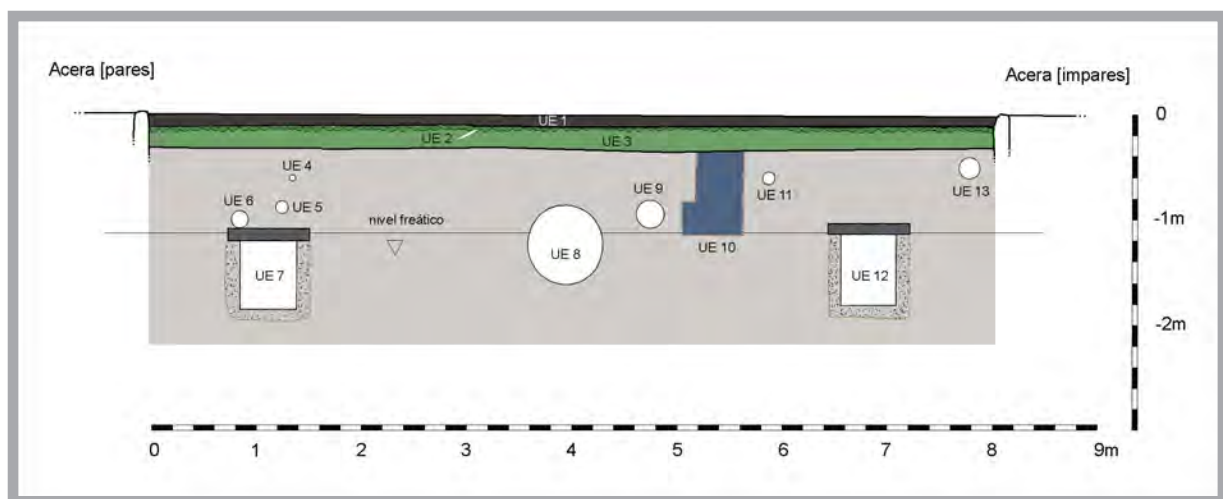 Acera [pares]
Acera [impares]
0
UE 1
UE 2
UE 3
UE 4
UE 6
UE 5
UE 9
UE 11
UE 13
nivel freático
-1m
UE 7
UE 8
UE 10
UE 12
-2m
0 1 2 3 4 5 6 7 8 9m